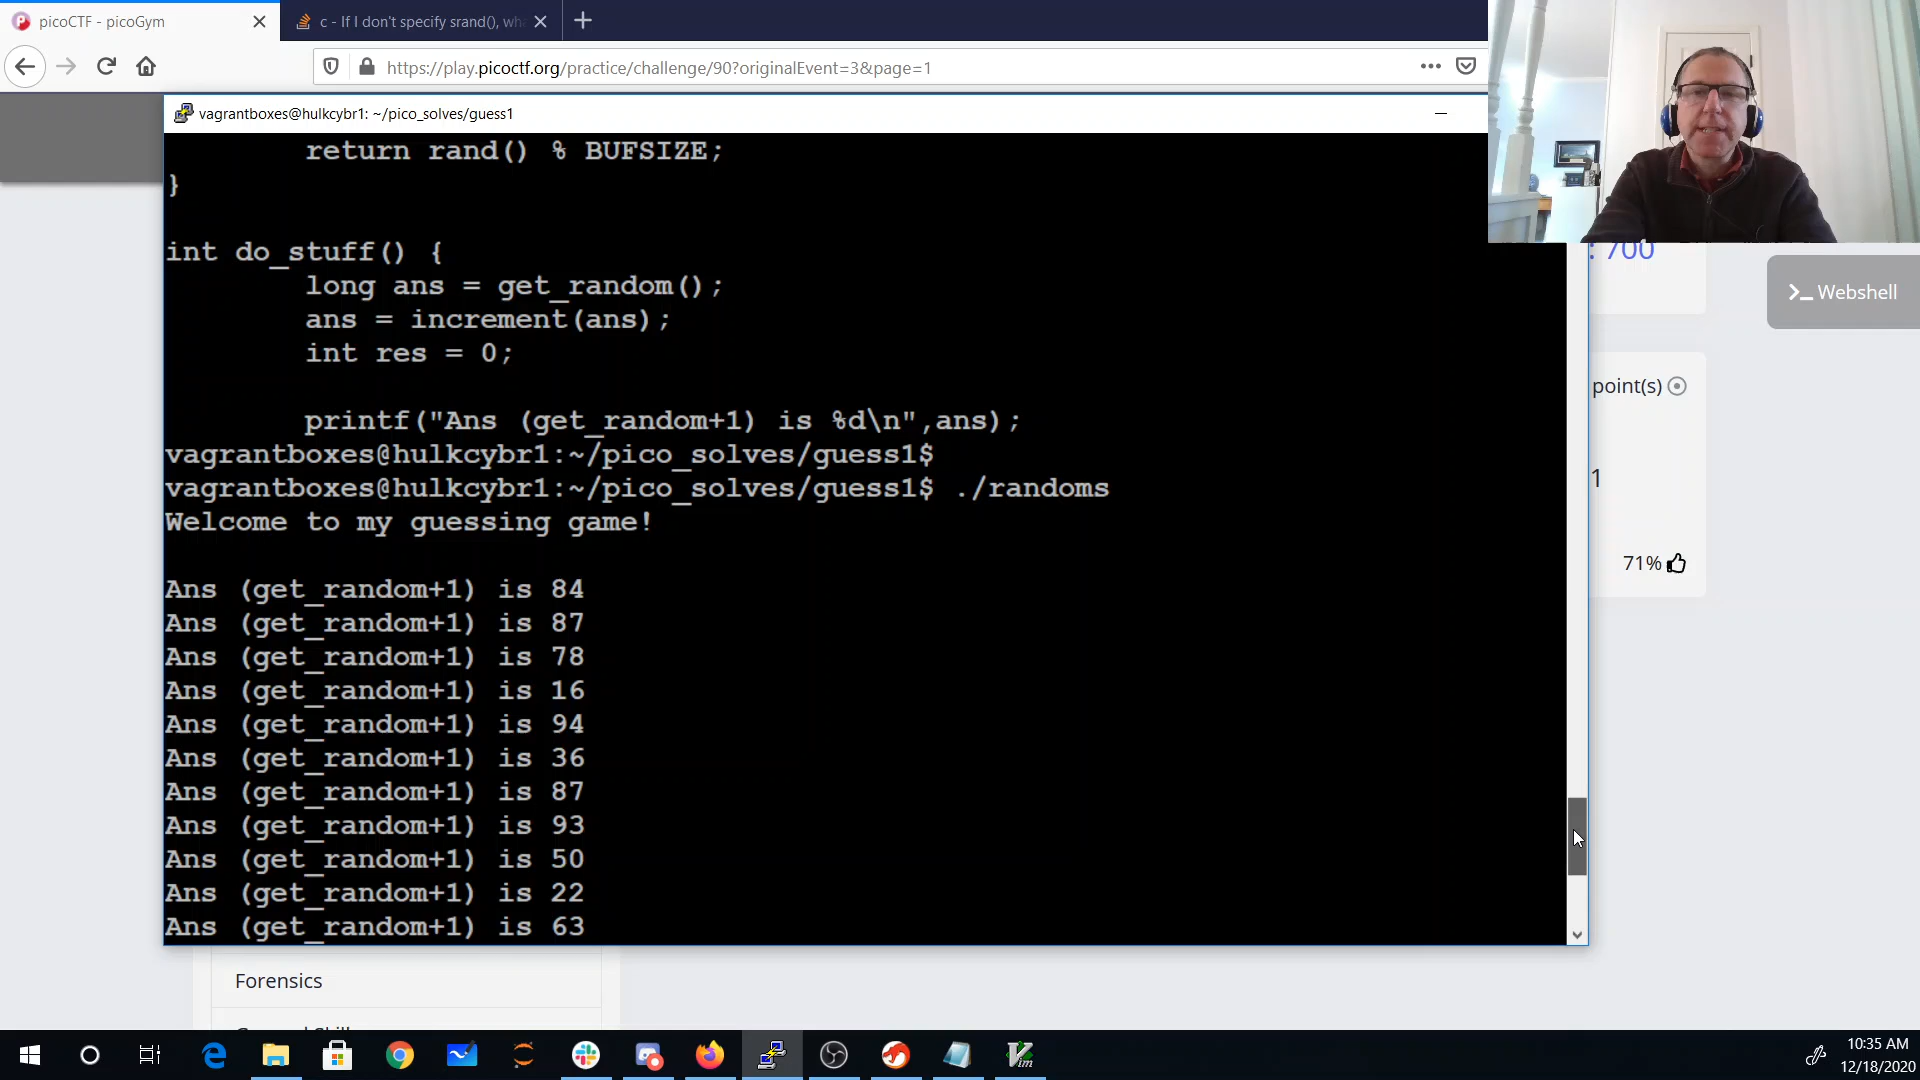 picoCTF - picoGym
c - If I don't specify srand(), wh
https://play.picoctf.org/practice/challenge/90?originalEvent=3&page=1
vagrantboxes@hulkcybr1: ~/pico_solves/guess1
        return rand() % BUFSIZE;
}
int do_stuff() {
        long ans = get_random();
        ans = increment(ans);
        int res = 0;
        printf("Ans (get_random+1) is %d\n",ans);
vagrantboxes@hulkcybr1:~/pico_solves/guess1$
vagrantboxes@hulkcybr1:~/pico_solves/guess1$ ./randoms
Welcome to my guessing game!
Ans (get_random+1) is 84
Ans (get_random+1) is 87
Ans (get_random+1) is 78
Ans (get_random+1) is 16
Ans (get_random+1) is 94
Ans (get_random+1) is 36
Ans (get_random+1) is 87
Ans (get_random+1) is 93
Ans (get_random+1) is 50
Ans (get_random+1) is 22
Ans (get_random+1) is 63
: 700
Webshell
point(s)
1
71%
Forensics
10:35 AM
12/18/2020